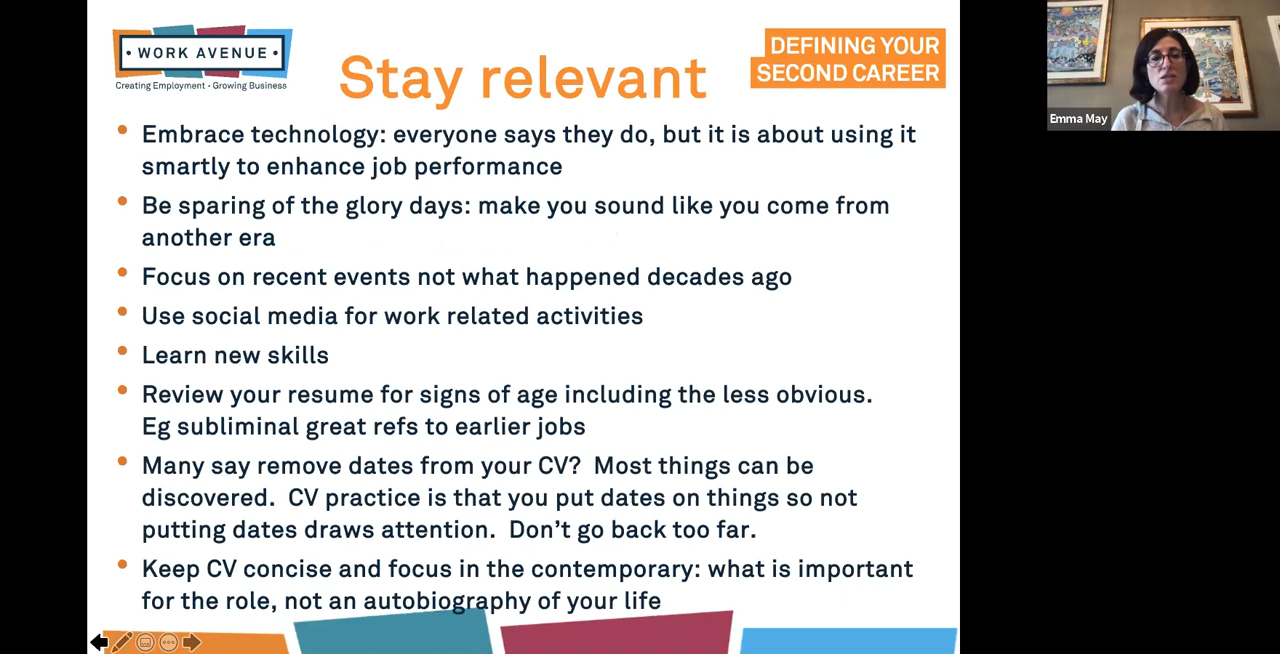 • WORK AVENUE •
Creating Employment • Growing Business
Stay relevant
DEFINING YOUR
SECOND CAREER
Emma May
• Embrace technology: everyone says they do, but it is about using it
smartly to enhance job performance
• Be sparing of the glory days: make you sound like you come from
another era
• Focus on recent events not what happened decades ago
• Use social media for work related activities
• Learn new skills
• Review your resume for signs of age including the less obvious.
Eg subliminal great refs to earlier jobs
• Many say remove dates from your CV?  Most things can be
discovered.  CV practice is that you put dates on things so not
putting dates draws attention.  Don't go back too far.
• Keep CV concise and focus in the contemporary: what is important
for the role, not an autobiography of your life